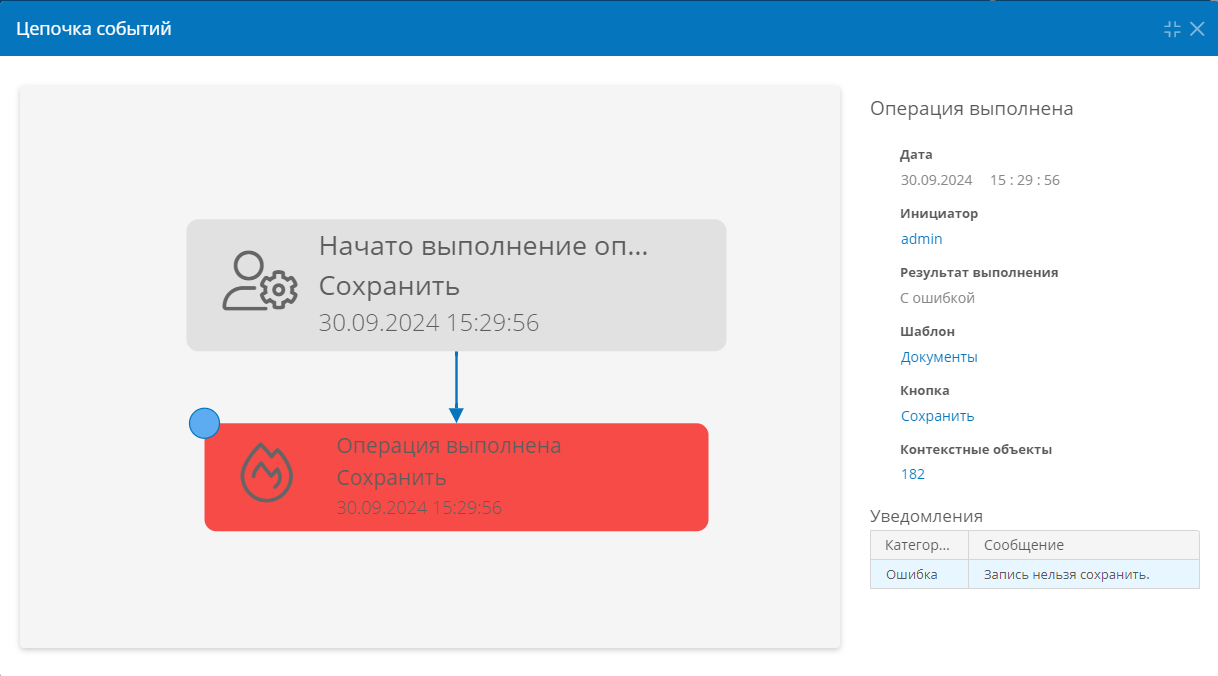 Цепочка событий
Начато выполнение оп...
Сохранить
30.09.2024 15:29:56
Операция выполнена
Сохранить
30.09.2024 15:29:56
Операция выполнена
Дата
30.09.2024 15 : 29 : 56
Инициатор
admin
Результат выполнения
С ошибкой
Шаблон
Документы
Кнопка
Сохранить
Контекстные объекты
182
Уведомления
Категор... Сообщение
Ошибка Запись нельзя сохранить.